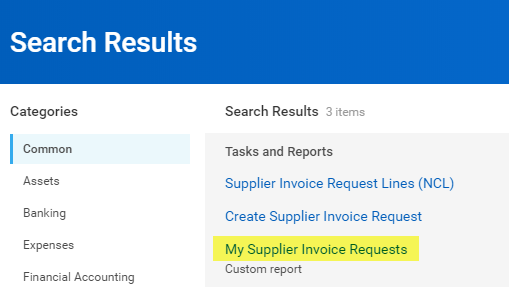 Search Results
Categories
Common
Assets
Banking
Expenses
Financial Accounting
Search Results 3 items
Tasks and Reports
Supplier Invoice Request Lines (NCL)
Create Supplier Invoice Request
My Supplier Invoice Requests
Custom report